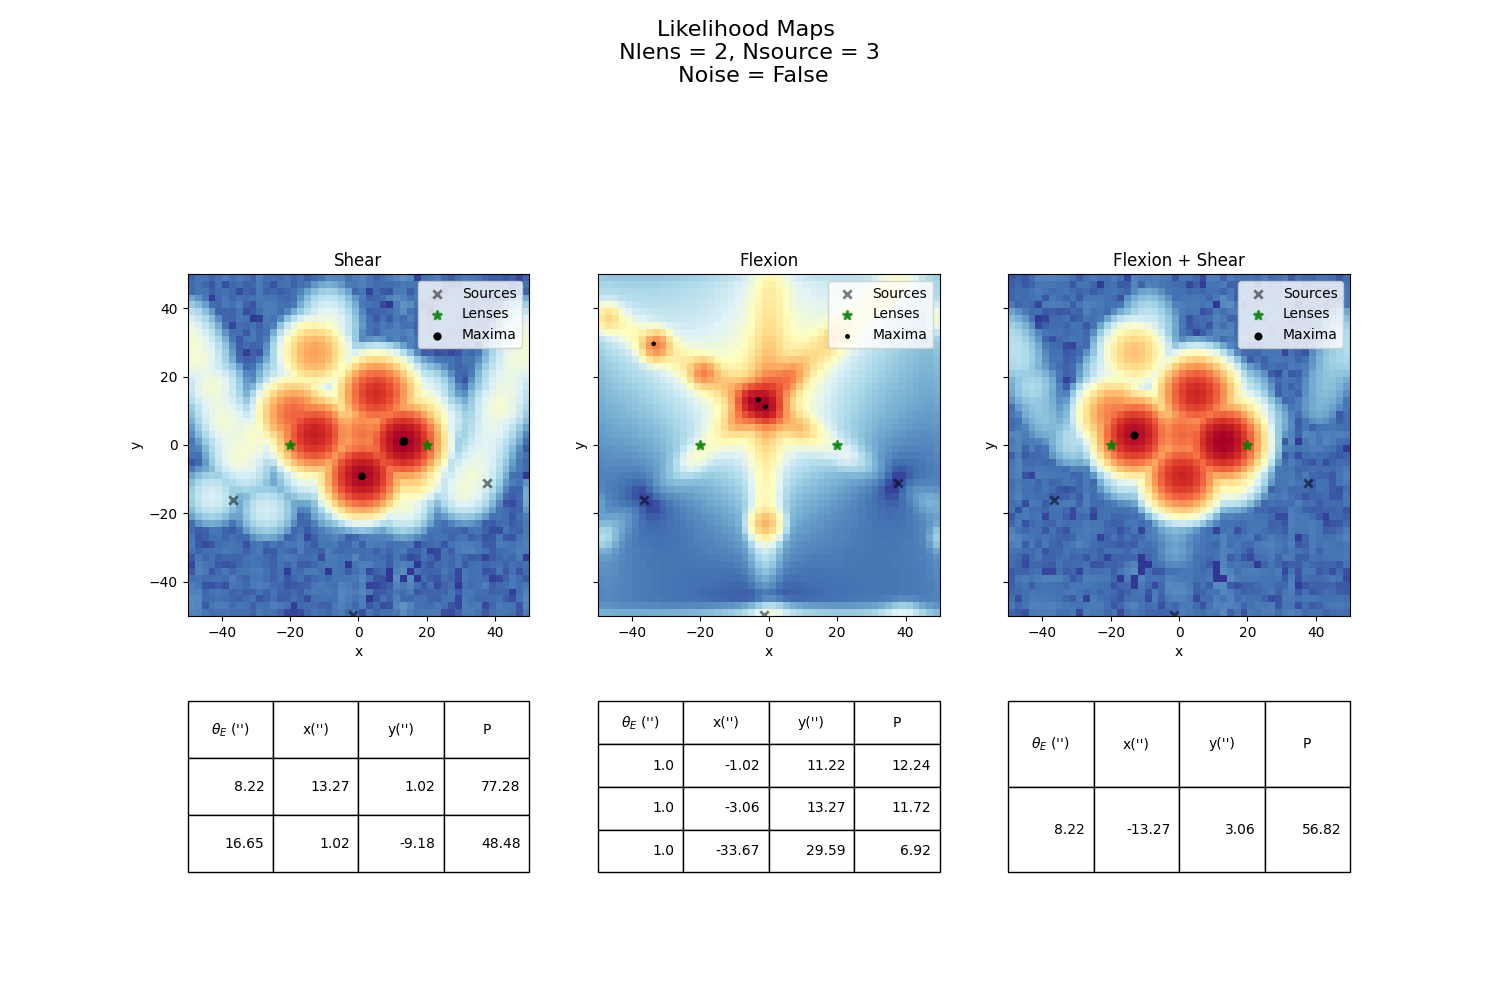 Likelihood Maps
Nlens = 2, Nsource = 3
Noise = False
Shear
Sources
Lenses
Maxima
40
20
0
−20
−40
y
−40 −20 0 20 40
x
Flexion
Sources
Lenses
Maxima
y
−40 −20 0 20 40
x
Flexion + Shear
Sources
Lenses
Maxima
y
−40 −20 0 20 40
x
θE ('') x('') y('') P
8.22 13.27 1.02 77.28
16.65 1.02 -9.18 48.48
θE ('') x('') y('') P
1.0 -1.02 11.22 12.24
1.0 -3.06 13.27 11.72
1.0 -33.67 29.59 6.92
θE ('') x('') y('') P
8.22 -13.27 3.06 56.82